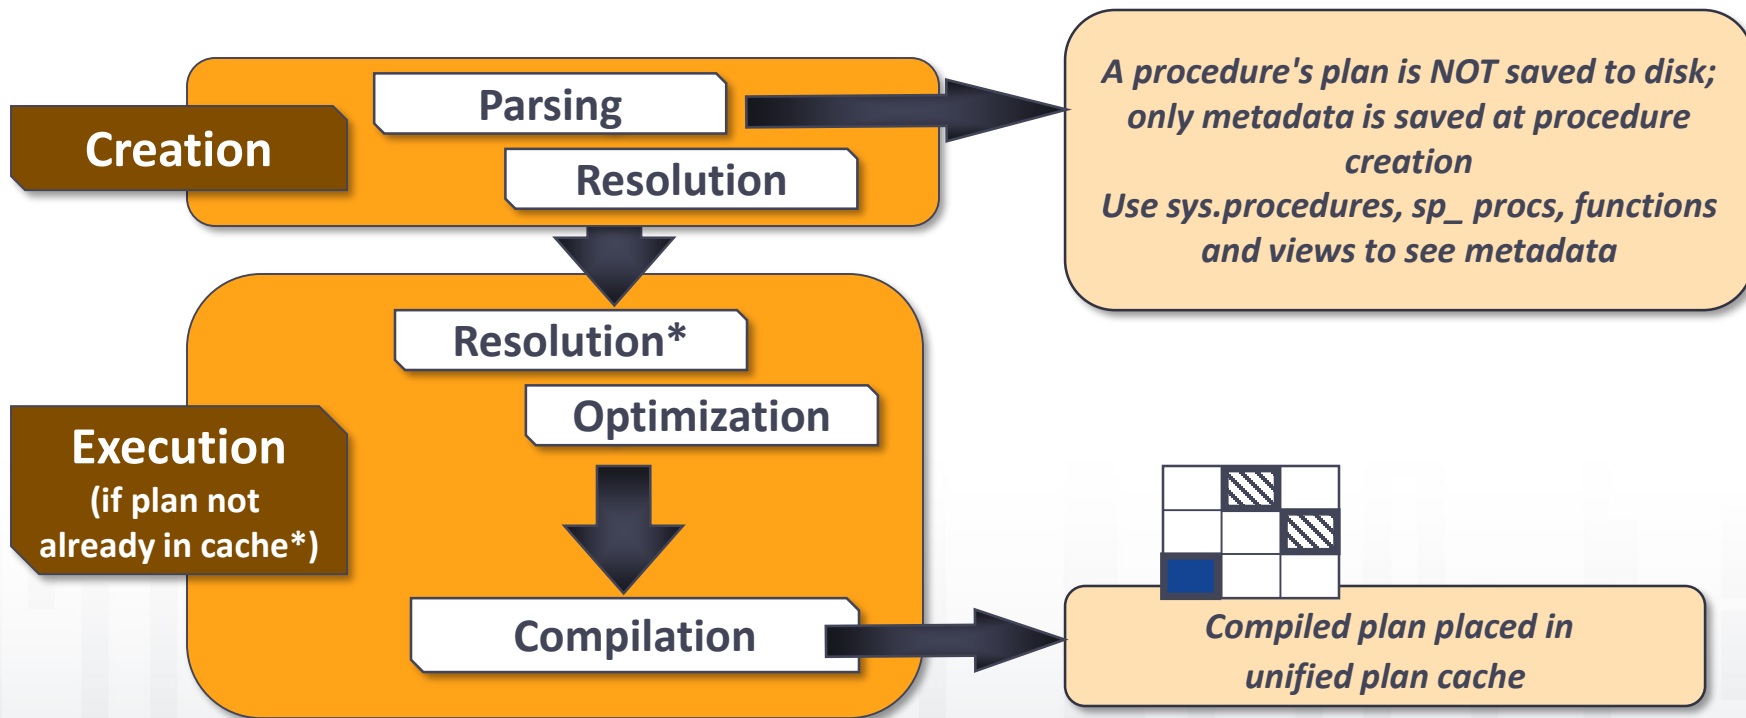 Creation
Parsing
Resolution
A procedure's plan is NOT saved to disk;
only metadata is saved at procedure
creation
Use sys.procedures, sp_ procs, functions
and views to see metadata
Execution
(if plan not
already in cache*)
Resolution*
Optimization
Compilation
Compiled plan placed in
unified plan cache